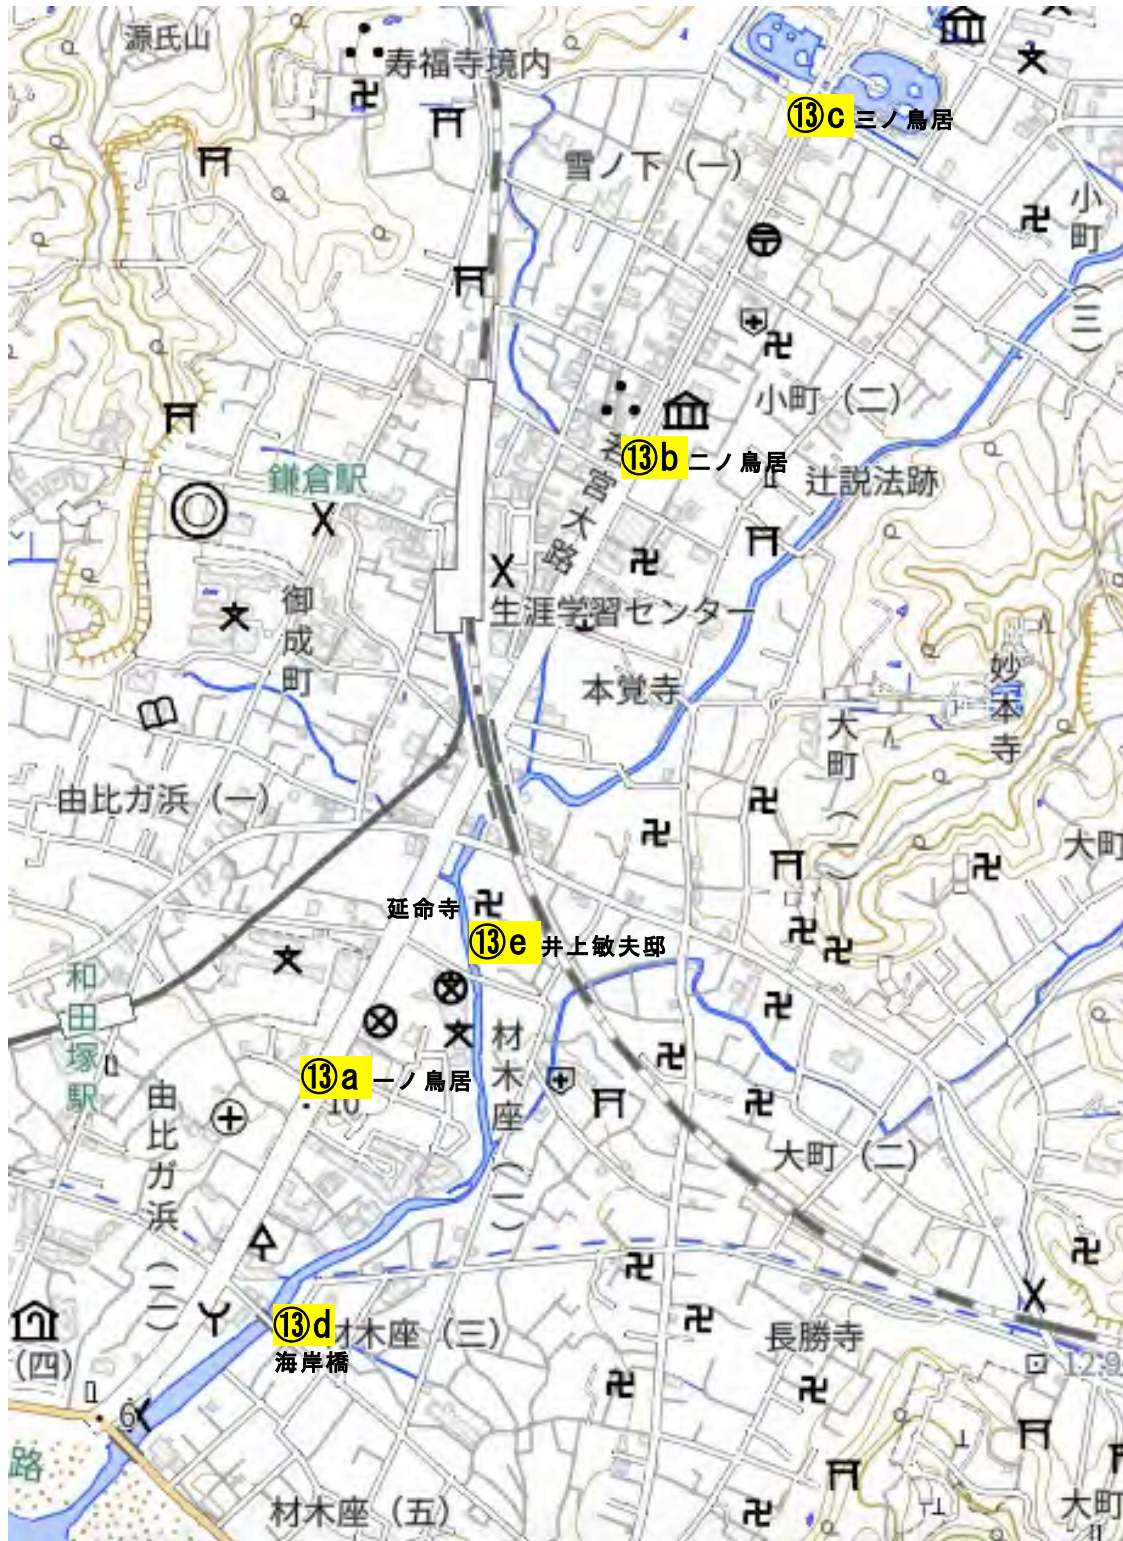 源氏山
寿福寺境内
⑬c 三ノ鳥居
雪ノ下（一）
小町（三）
小町（二）
⑬b 二ノ鳥居
若宮大路
鎌倉駅
辻説法跡
御成町
生涯学習センター
本覚寺
妙本寺
大町（一）
由比ガ浜（一）
大町
延命寺
⑬e 井上敏夫邸
和田塚駅
材木座（一）
⑬a 一ノ鳥居
10
由比ガ浜（二）
大町（二）
⑬d
海岸橋
材木座（三）
長勝寺
（四）
12.9
6
路
材木座（五）
大町